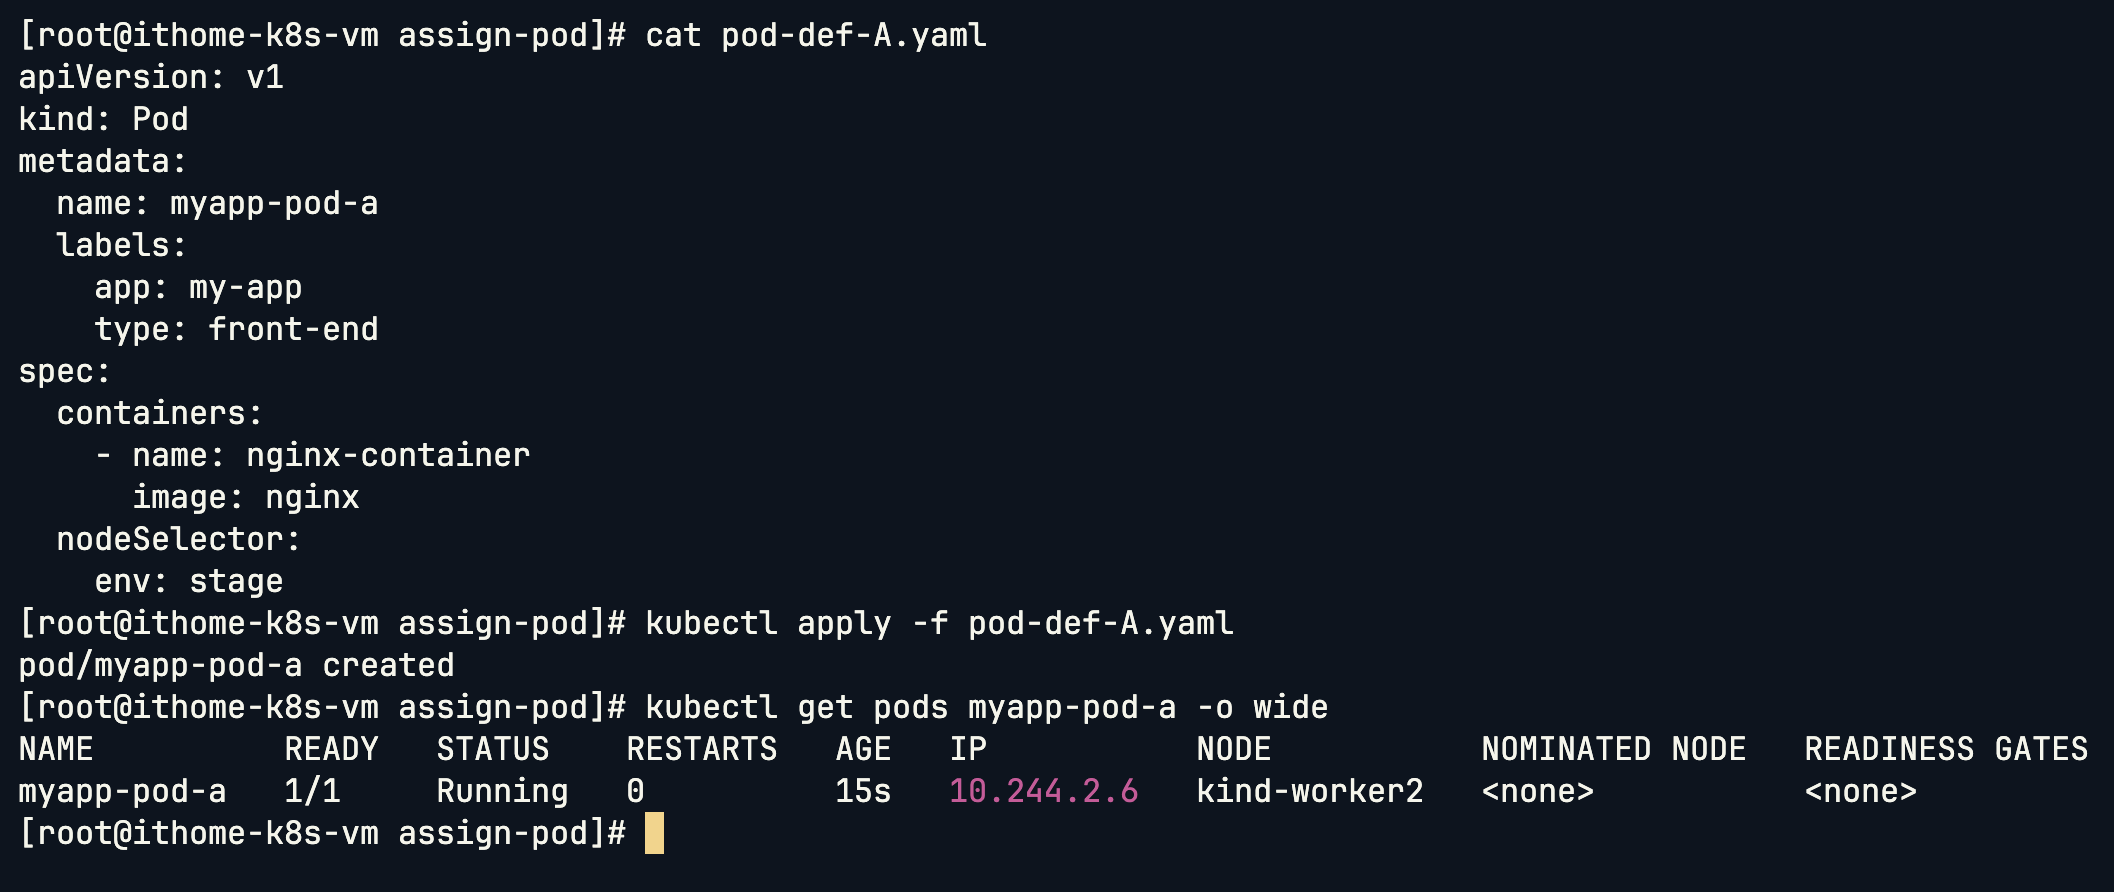 [root@ithome-k8s-vm assign-pod]# cat pod-def-A.yaml
apiVersion: v1
kind: Pod
metadata:
  name: myapp-pod-a
  labels:
    app: my-app
    type: front-end
spec:
  containers:
    - name: nginx-container
      image: nginx
  nodeSelector:
    env: stage
[root@ithome-k8s-vm assign-pod]# kubectl apply -f pod-def-A.yaml
pod/myapp-pod-a created
[root@ithome-k8s-vm assign-pod]# kubectl get pods myapp-pod-a -o wide
NAME          READY   STATUS    RESTARTS   AGE   IP           NODE           NOMINATED NODE   READINESS GATES
myapp-pod-a   1/1     Running   0          15s   10.244.2.6   kind-worker2   <none>           <none>
[root@ithome-k8s-vm assign-pod]#